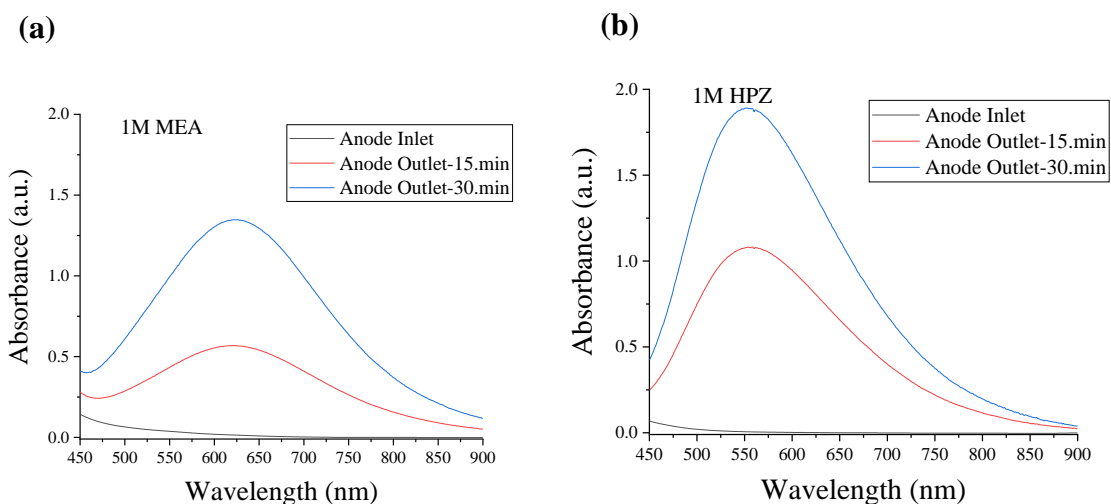 (a)
1M MEA
Anode Inlet
Anode Outlet-15.min
Anode Outlet-30.min
2.0
1.5
1.0
0.5
0.0
Absorbance (a.u.)
450 500 550 600 650 700 750 800 850 900
Wavelength (nm)
(b)
1M HPZ
Anode Inlet
Anode Outlet-15.min
Anode Outlet-30.min
2.0
1.5
1.0
0.5
0.0
Absorbance (a.u.)
450 500 550 600 650 700 750 800 850 900
Wavelength (nm)